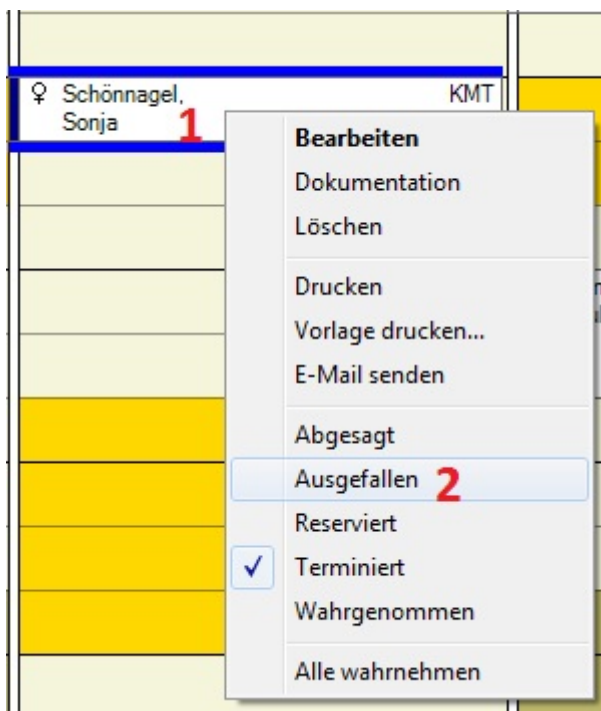 Schönnagel, KMT
Sonja 1
Bearbeiten
Dokumentation
Löschen
Drucken
Vorlage drucken...
E-Mail senden
Abgesagt
Ausgefallen 2
Reserviert
Terminiert
Wahrgenommen
Alle wahrnehmen